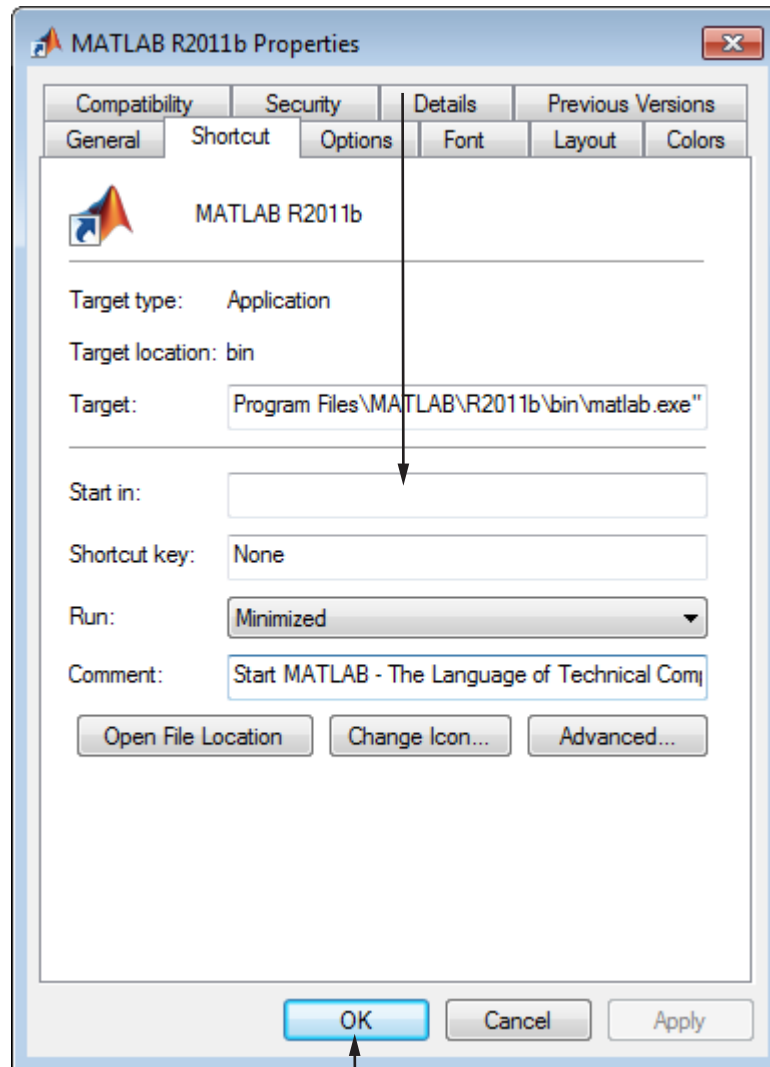 MATLAB R2011b Properties
Compatibility Security Details Previous Versions
General Shortcut Options Font Layout Colors
MATLAB R2011b
Target type: Application
Target location: bin
Target: Program Files\MATLAB\R2011b\bin\matlab.exe"
Start in:
Shortcut key: None
Run: Minimized
Comment: Start MATLAB - The Language of Technical Comp
Open File Location Change Icon... Advanced...
OK Cancel Apply